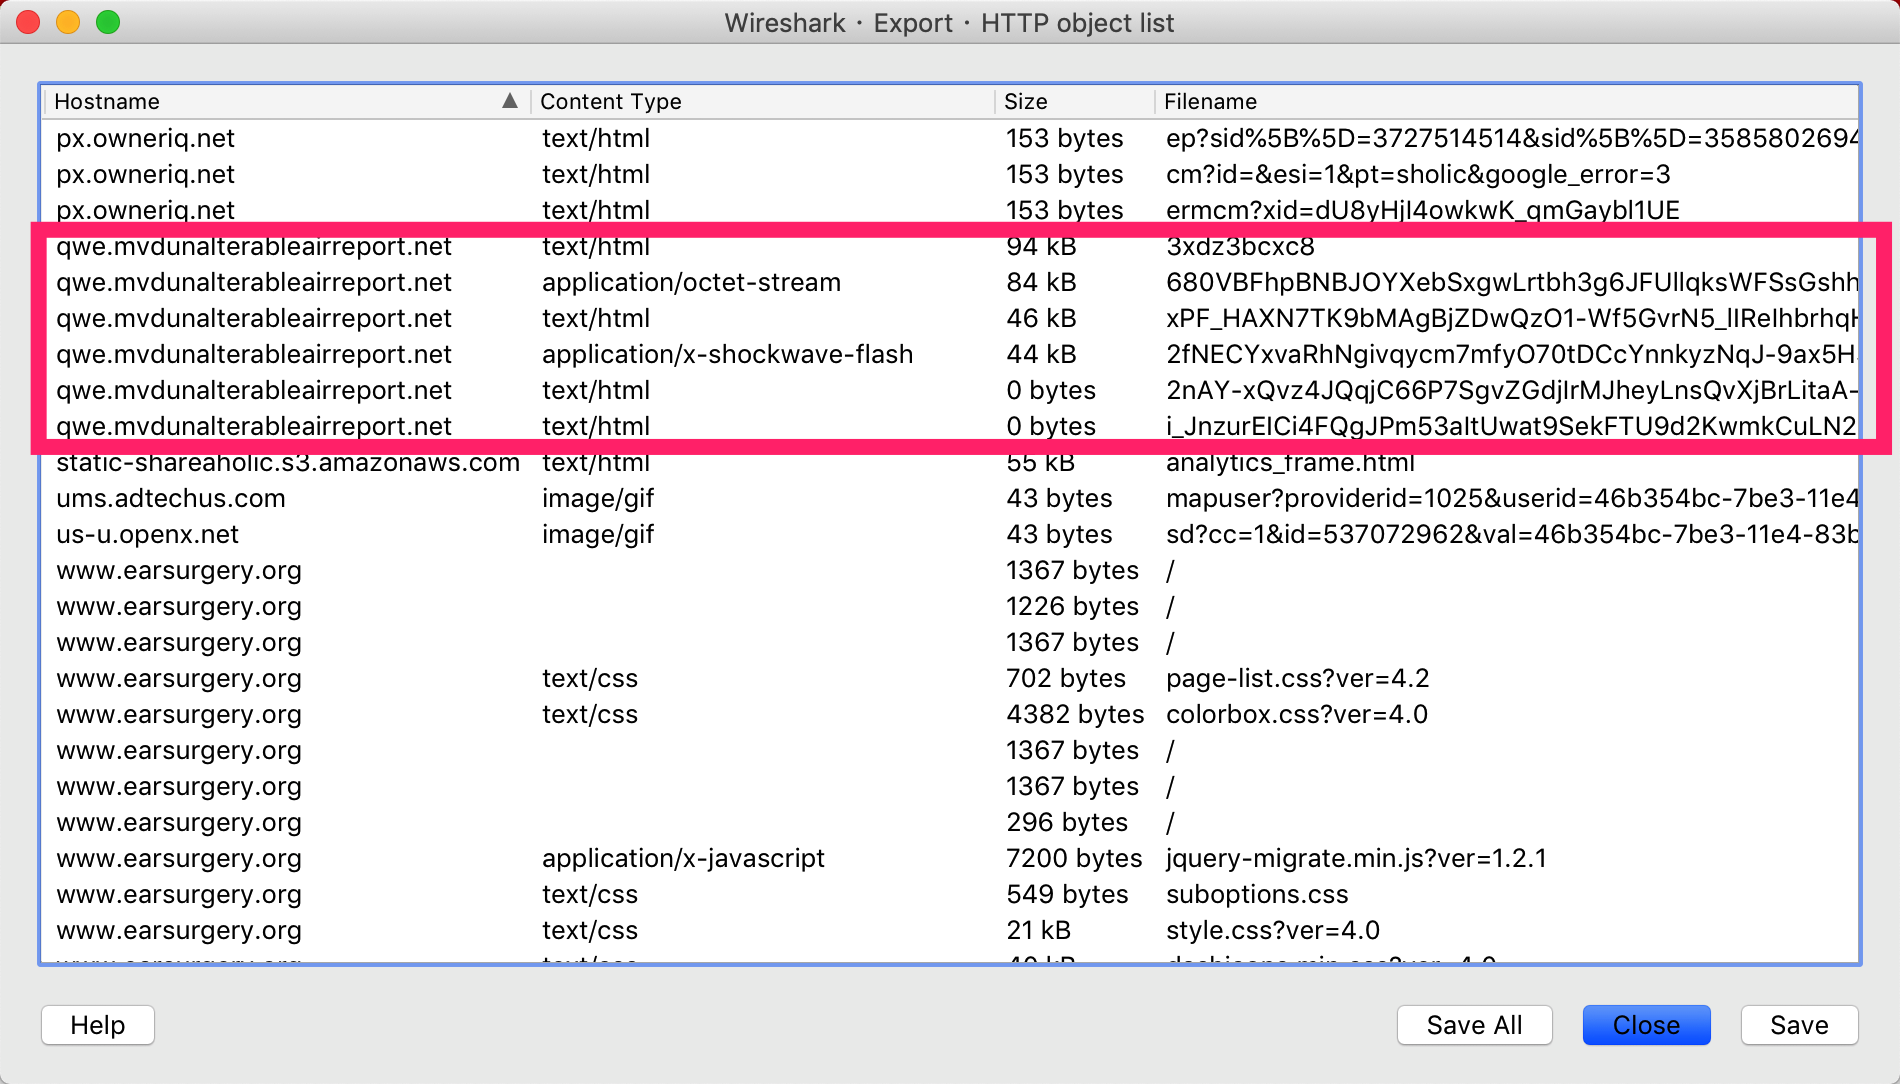 Wireshark · Export · HTTP object list
Hostname Content Type Size Filename
px.owneriq.net text/html 153 bytes ep?sid%5B%5D=3727514514&sid%5B%5D=3585802694
px.owneriq.net text/html 153 bytes cm?id=&esi=1&pt=sholic&google_error=3
px.owneriq.net text/html 153 bytes ermcm?xid=dU8yHjI4owkwK_qmGaybl1UE
qwe.mvdunalterableairreport.net text/html 94 kB 3xdz3bcxc8
qwe.mvdunalterableairreport.net application/octet-stream 84 kB 680VBFhpBNBJOYXebSxgwLrtbh3g6JFUllqksWFSsGshh
qwe.mvdunalterableairreport.net text/html 46 kB xPF_HAXN7TK9bMAgBjZDwQzO1-Wf5GvrN5_lIReIhbrhqH
qwe.mvdunalterableairreport.net application/x-shockwave-flash 44 kB 2fNECYxvaRhNgivqycm7mfyO70tDCcYnnkyzNqJ-9ax5H
qwe.mvdunalterableairreport.net text/html 0 bytes 2nAY-xQvz4JQqjC66P7SgvZGdjIrMJheyLnsQvXjBrLitaA-
qwe.mvdunalterableairreport.net text/html 0 bytes i_JnzurEICi4FQgJPm53aItUwat9SekFTU9d2KwmkCuLN2
static-shareaholic.s3.amazonaws.com text/html 55 kB analytics_frame.html
ums.adtechus.com image/gif 43 bytes mapuser?providerid=1025&userid=46b354bc-7be3-11e4
us-u.openx.net image/gif 43 bytes sd?cc=1&id=537072962&val=46b354bc-7be3-11e4-83b
www.earsurgery.org 1367 bytes /
www.earsurgery.org 1226 bytes /
www.earsurgery.org 1367 bytes /
www.earsurgery.org text/css 702 bytes page-list.css?ver=4.2
www.earsurgery.org text/css 4382 bytes colorbox.css?ver=4.0
www.earsurgery.org 1367 bytes /
www.earsurgery.org 1367 bytes /
www.earsurgery.org 296 bytes /
www.earsurgery.org application/x-javascript 7200 bytes jquery-migrate.min.js?ver=1.2.1
www.earsurgery.org text/css 549 bytes suboptions.css
www.earsurgery.org text/css 21 kB style.css?ver=4.0
Help Save All Close Save